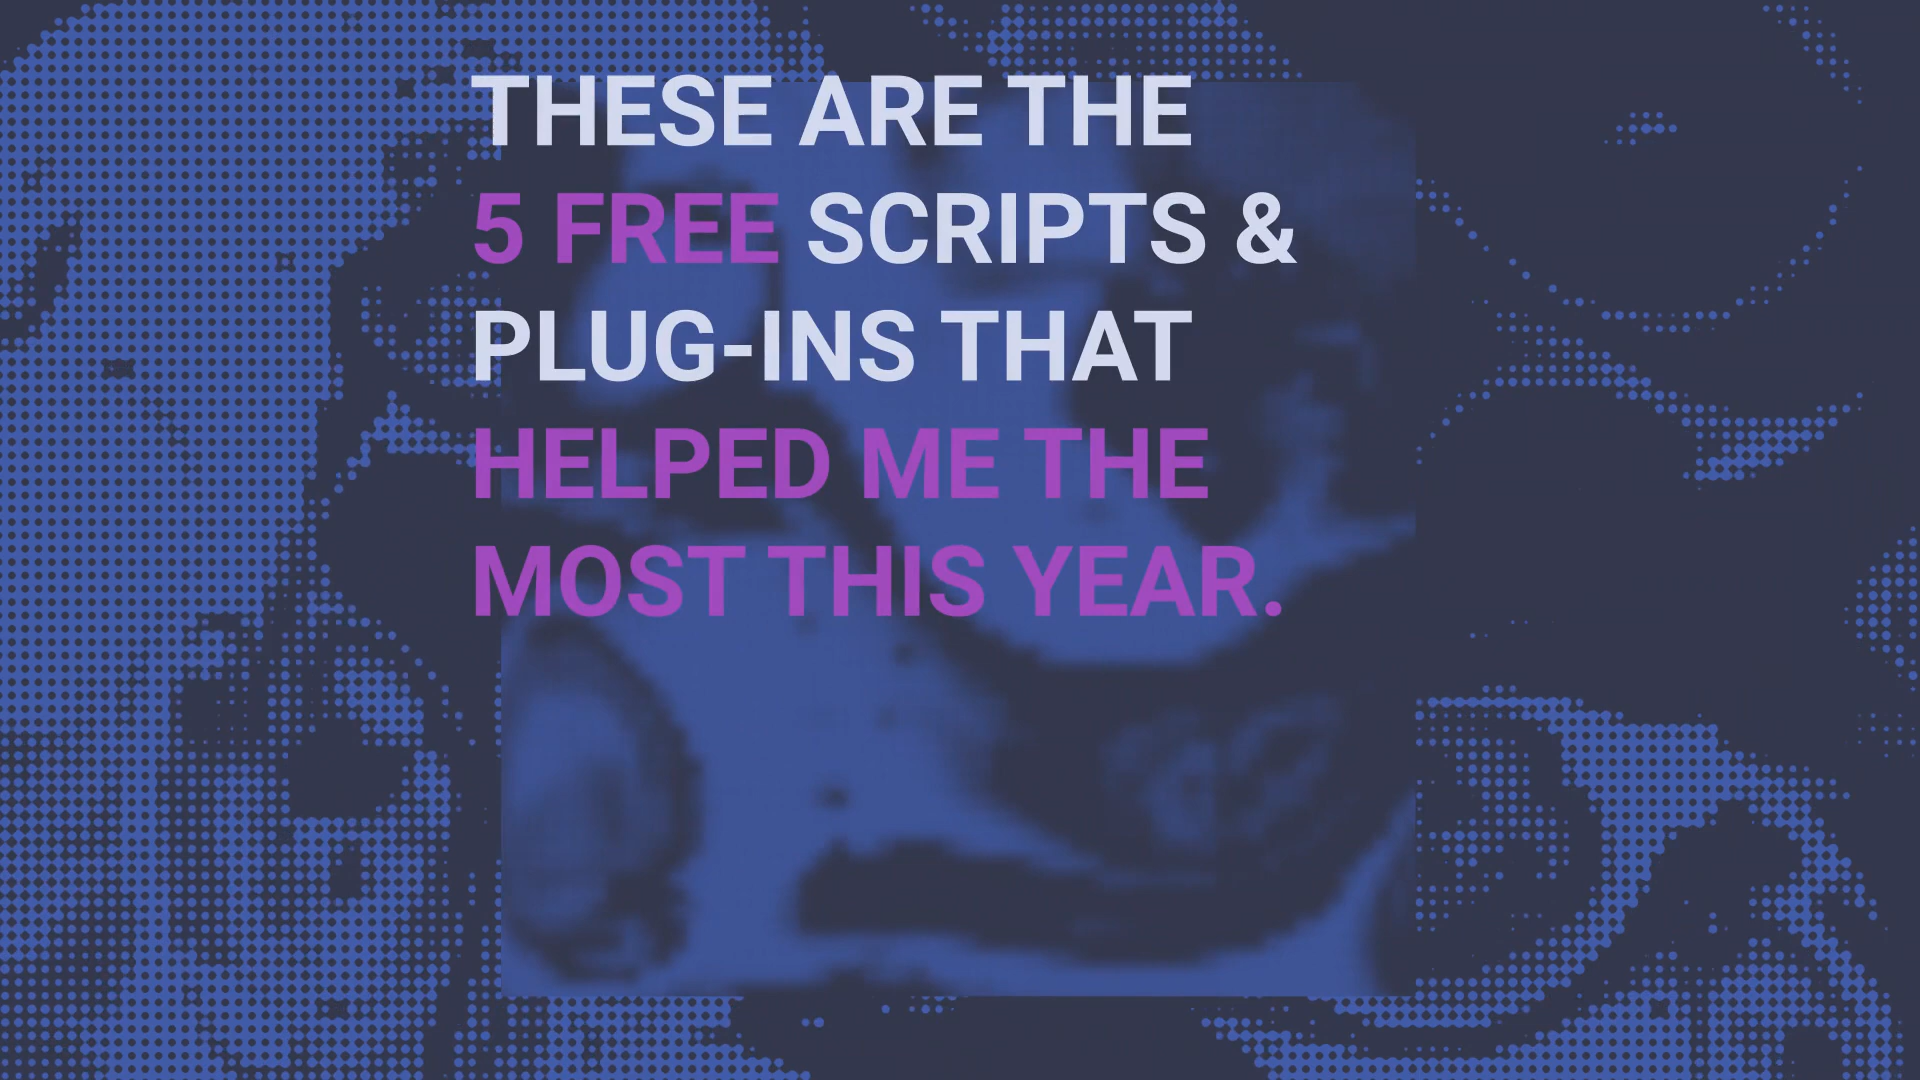 THESE ARE THE
5 FREE SCRIPTS &
PLUG-INS THAT
HELPED ME THE
MOST THIS YEAR.